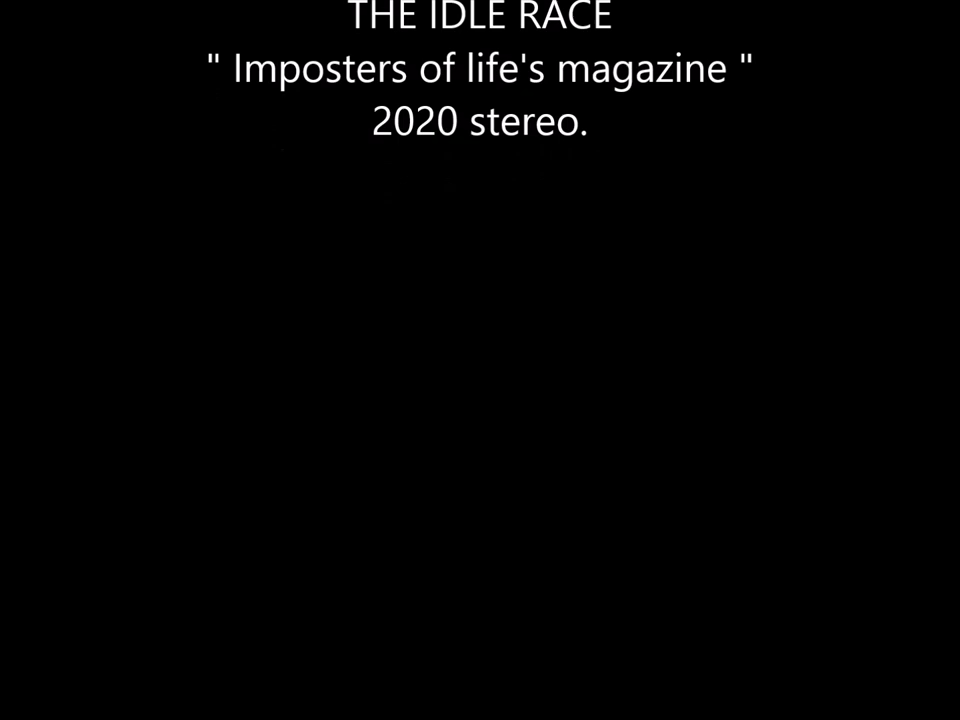 THE IDLE RACE
" Imposters of life's magazine "
2020 stereo.